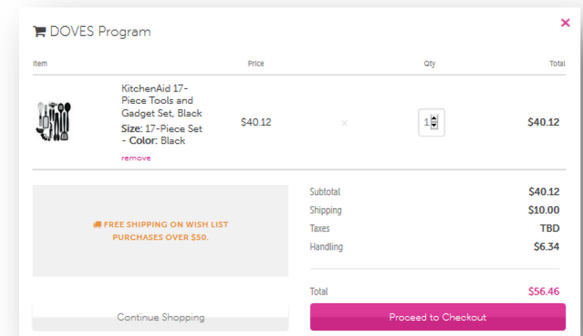 DOVES Program
×
Item Price Qty Total
KitchenAid 17-
Piece Tools and
Gadget Set, Black
Size: 17-Piece Set
- Color: Black
remove
$40.12 × 1 $40.12
FREE SHIPPING ON WISH LIST
PURCHASES OVER $50.
Subtotal $40.12
Shipping $10.00
Taxes TBD
Handling $6.34
Total $56.46
Continue Shopping
Proceed to Checkout